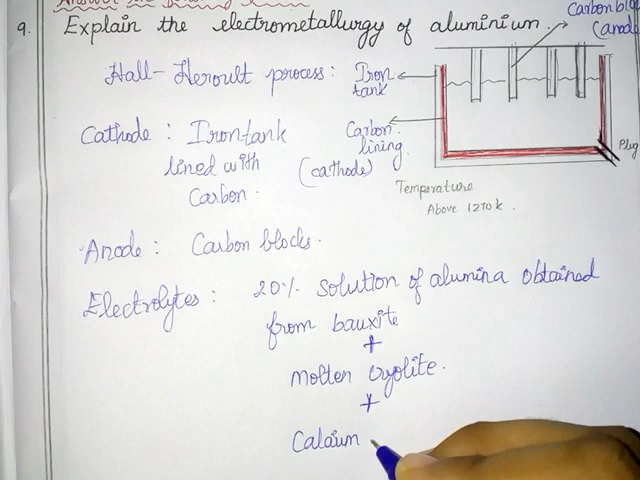 9. Explain the electrometallurgy of aluminium.
Carbon blo
(anod
Hall-Heroult process:
Iron
tank
Cathode : Iron tank
lined with
Carbon.
Carbon
lining
(cathode)
Plug
Temperature
Above 1270 k.
Anode : Carbon blocks.
Electrolytes : 20% solution of alumina obtained
from bauxite
+
Molten cryolite.
+
Calaium